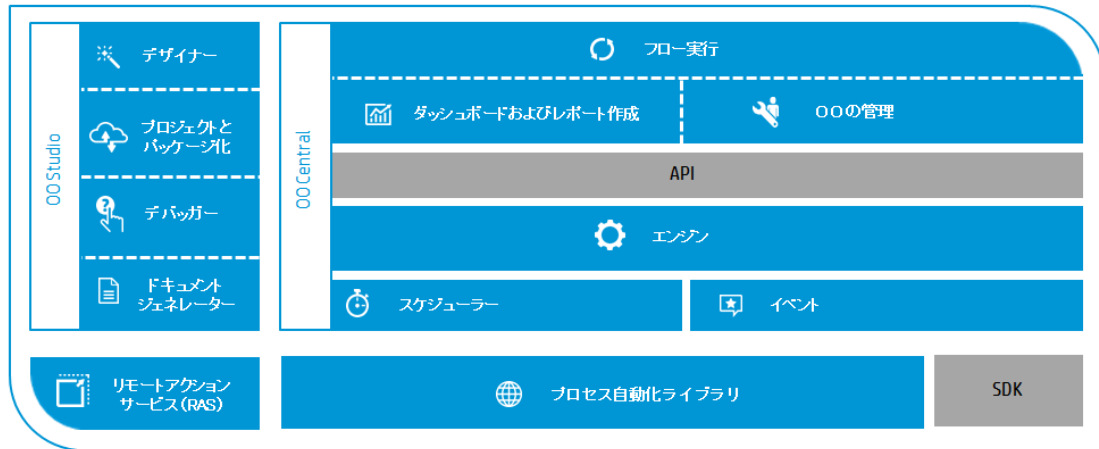 OO Studio
デザイナー
プロジェクトと
パッケージ化
デバッガー
ドキュメント
ジェネレーター
OO Central
フロー実行
ダッシュボードおよびレポート作成
OOの管理
API
エンジン
スケジューラー
イベント
リモートアクション
サービス(RAS)
プロセス自動化ライブラリ
SDK